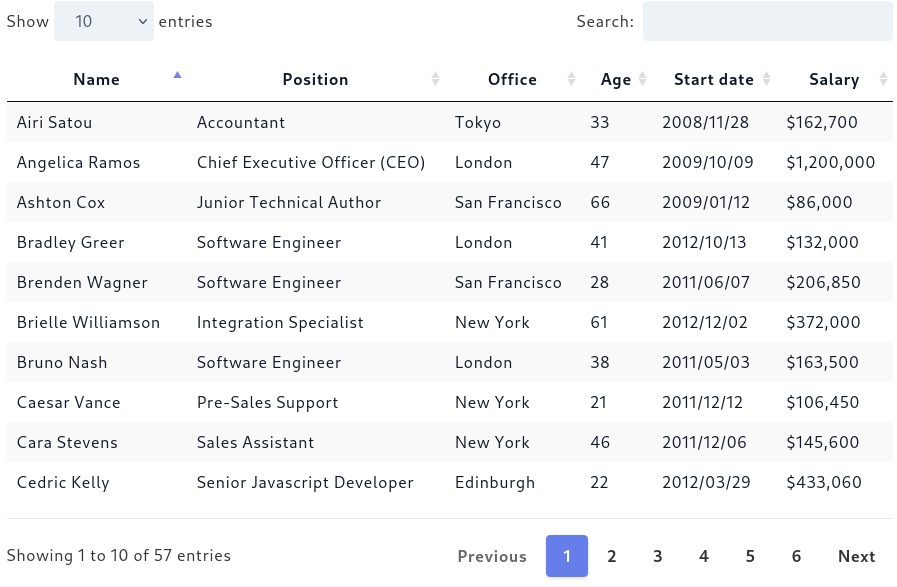 Show 10 entries Search:
Name Position Office Age Start date Salary
Airi Satou Accountant Tokyo 33 2008/11/28 $162,700
Angelica Ramos Chief Executive Officer (CEO) London 47 2009/10/09 $1,200,000
Ashton Cox Junior Technical Author San Francisco 66 2009/01/12 $86,000
Bradley Greer Software Engineer London 41 2012/10/13 $132,000
Brenden Wagner Software Engineer San Francisco 28 2011/06/07 $206,850
Brielle Williamson Integration Specialist New York 61 2012/12/02 $372,000
Bruno Nash Software Engineer London 38 2011/05/03 $163,500
Caesar Vance Pre-Sales Support New York 21 2011/12/12 $106,450
Cara Stevens Sales Assistant New York 46 2011/12/06 $145,600
Cedric Kelly Senior Javascript Developer Edinburgh 22 2012/03/29 $433,060
Showing 1 to 10 of 57 entries Previous 1 2 3 4 5 6 Next